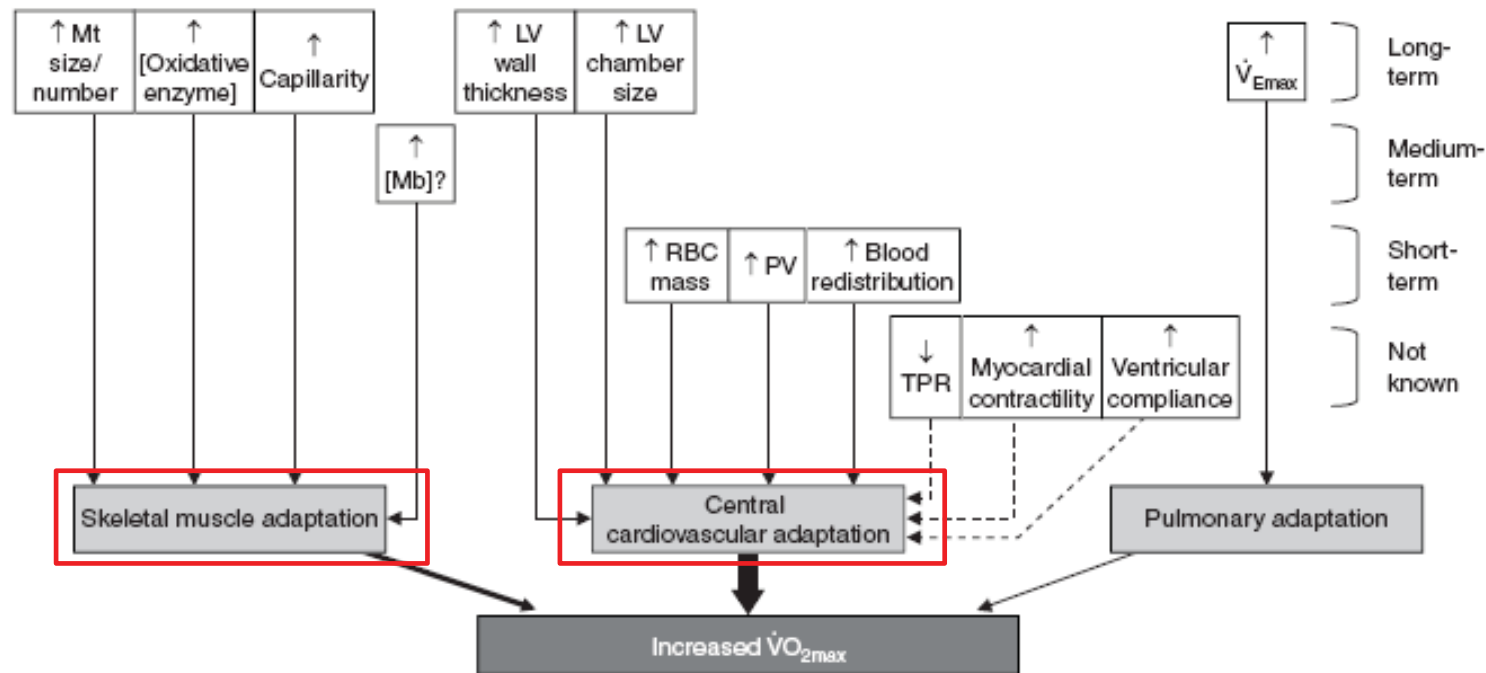 ↑ Mt
size/
number
↑
[Oxidative
enzyme]
↑
Capillarity
↑ LV
wall
thickness
↑ LV
chamber
size
↑
V̇Emax
Long-
term
↑
[Mb]?
Medium-
term
↑ RBC
mass
↑ PV
↑ Blood
redistribution
Short-
term
↓
TPR
↑
Myocardial
contractility
↑
Ventricular
compliance
Not
known
Skeletal muscle adaptation
Central
cardiovascular adaptation
Pulmonary adaptation
Increased V̇O2max